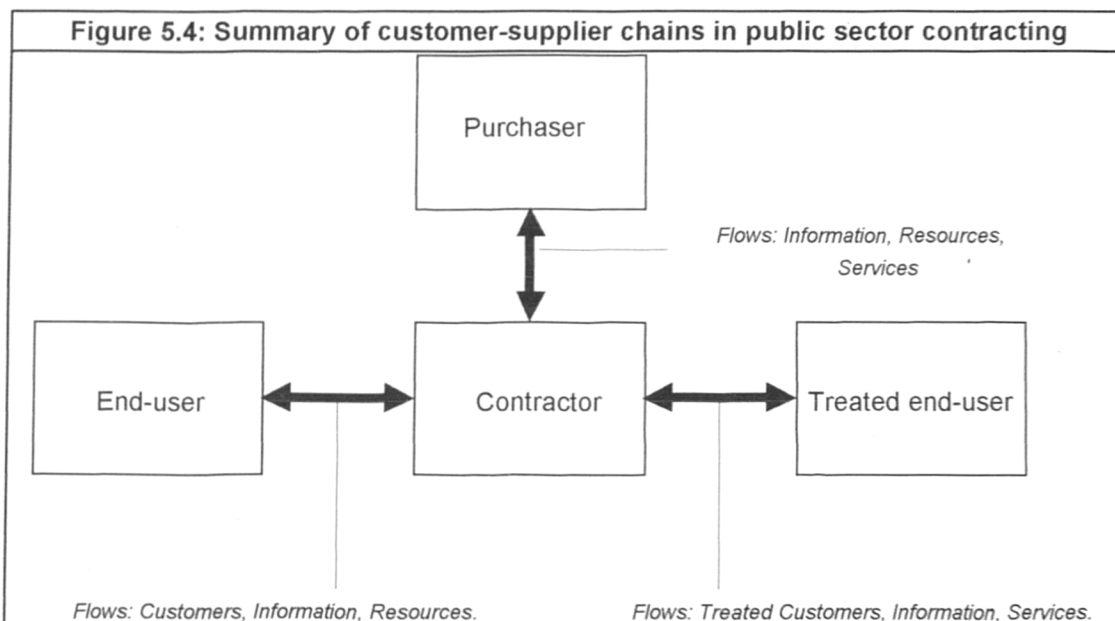 Figure 5.4: Summary of customer-supplier chains in public sector contracting
Purchaser
Flows: Information, Resources,
Services
End-user
Contractor
Treated end-user
Flows: Customers, Information, Resources.
Flows: Treated Customers, Information, Services.